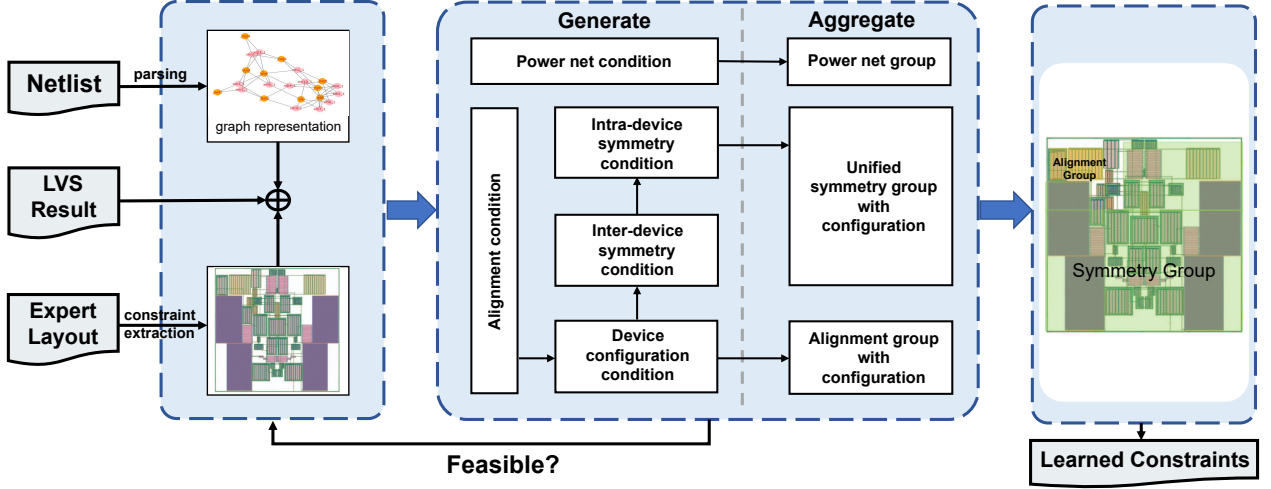 Netlist
parsing
graph representation
LVS
Result
Expert
Layout
constraint
extraction
Generate
Aggregate
Power net condition
Power net group
Alignment condition
Intra-device
symmetry
condition
Inter-device
symmetry
condition
Device
configuration
condition
Unified
symmetry group
with
configuration
Alignment group
with
configuration
Feasible?
Alignment
Group
Symmetry Group
Learned Constraints